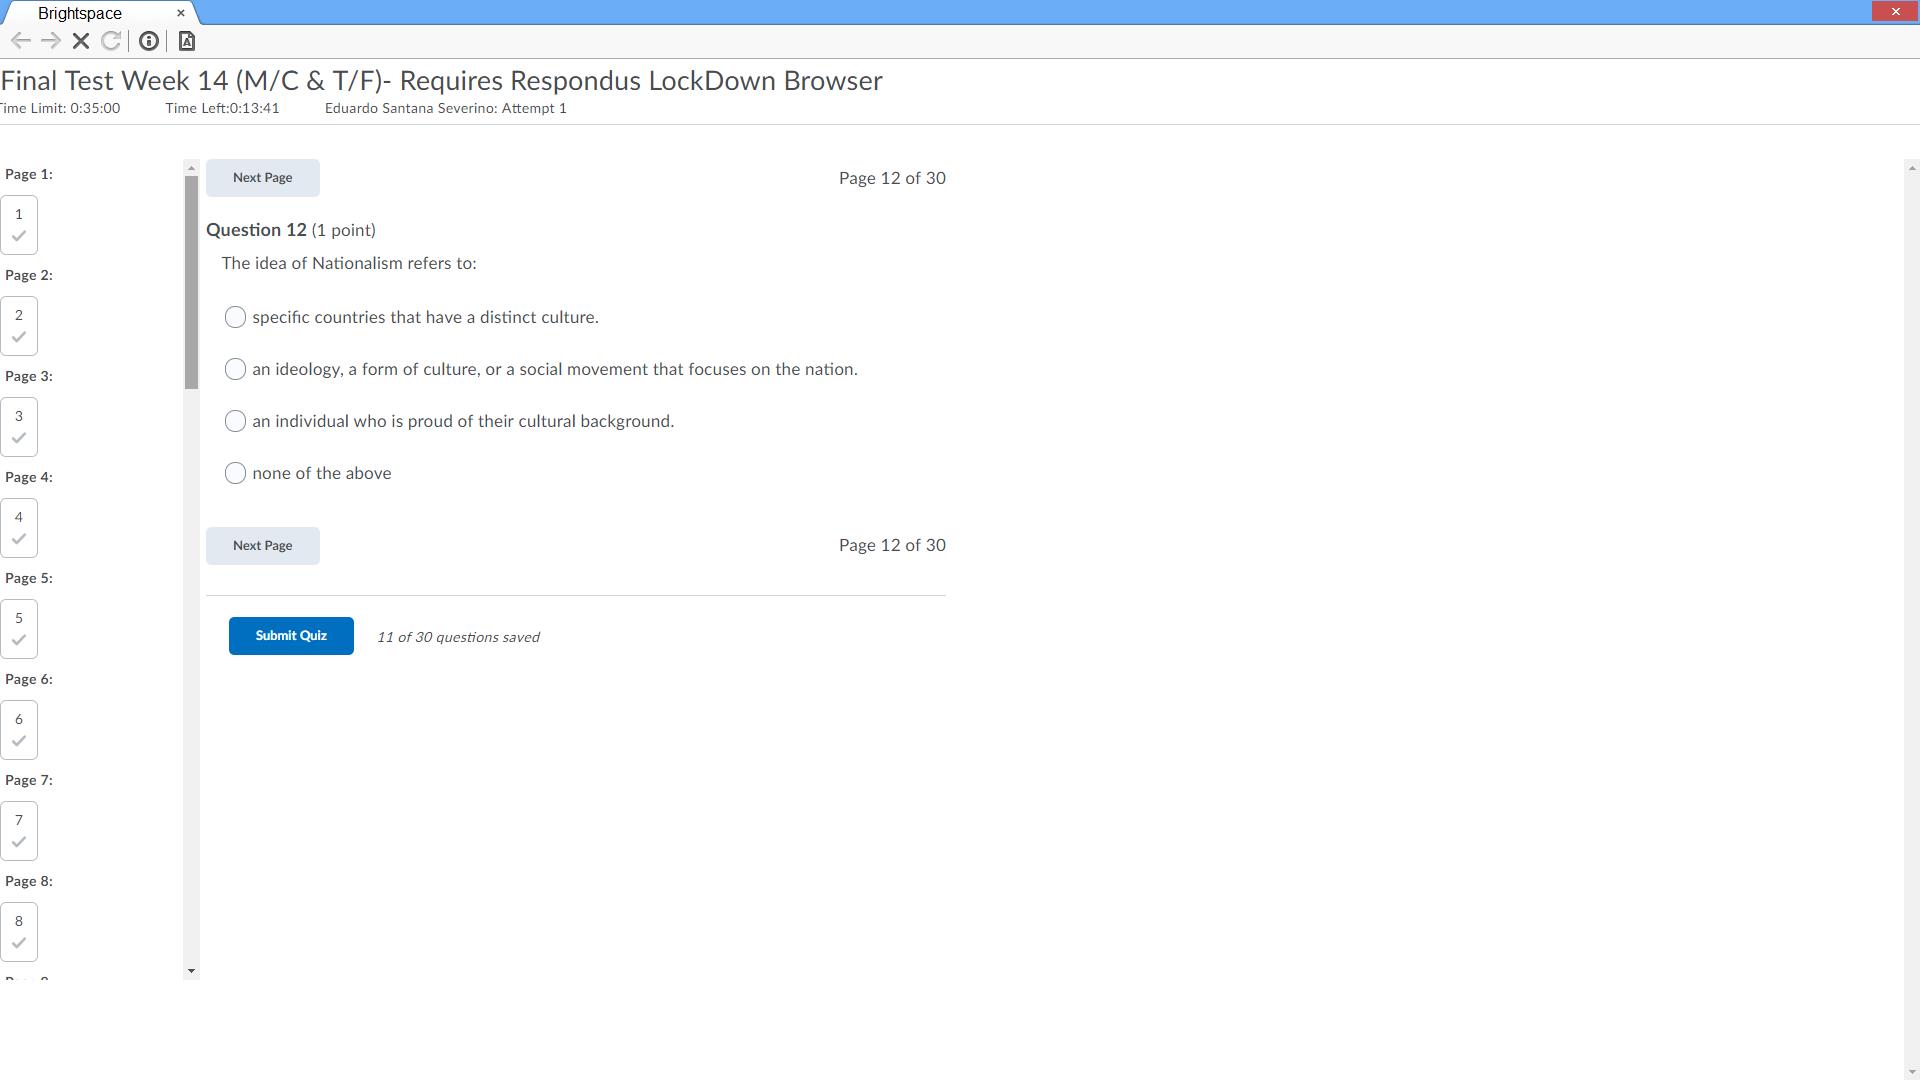 Brightspace
Final Test Week 14 (M/C & T/F)- Requires Respondus LockDown Browser
Time Limit: 0:35:00 Time Left:0:13:41 Eduardo Santana Severino: Attempt 1
Page 1:
1
Page 2:
2
Page 3:
3
Page 4:
4
Page 5:
5
Page 6:
6
Page 7:
7
Page 8:
8
Next Page Page 12 of 30
Question 12 (1 point)
The idea of Nationalism refers to:
specific countries that have a distinct culture.
an ideology, a form of culture, or a social movement that focuses on the nation.
an individual who is proud of their cultural background.
none of the above
Next Page Page 12 of 30
Submit Quiz 11 of 30 questions saved